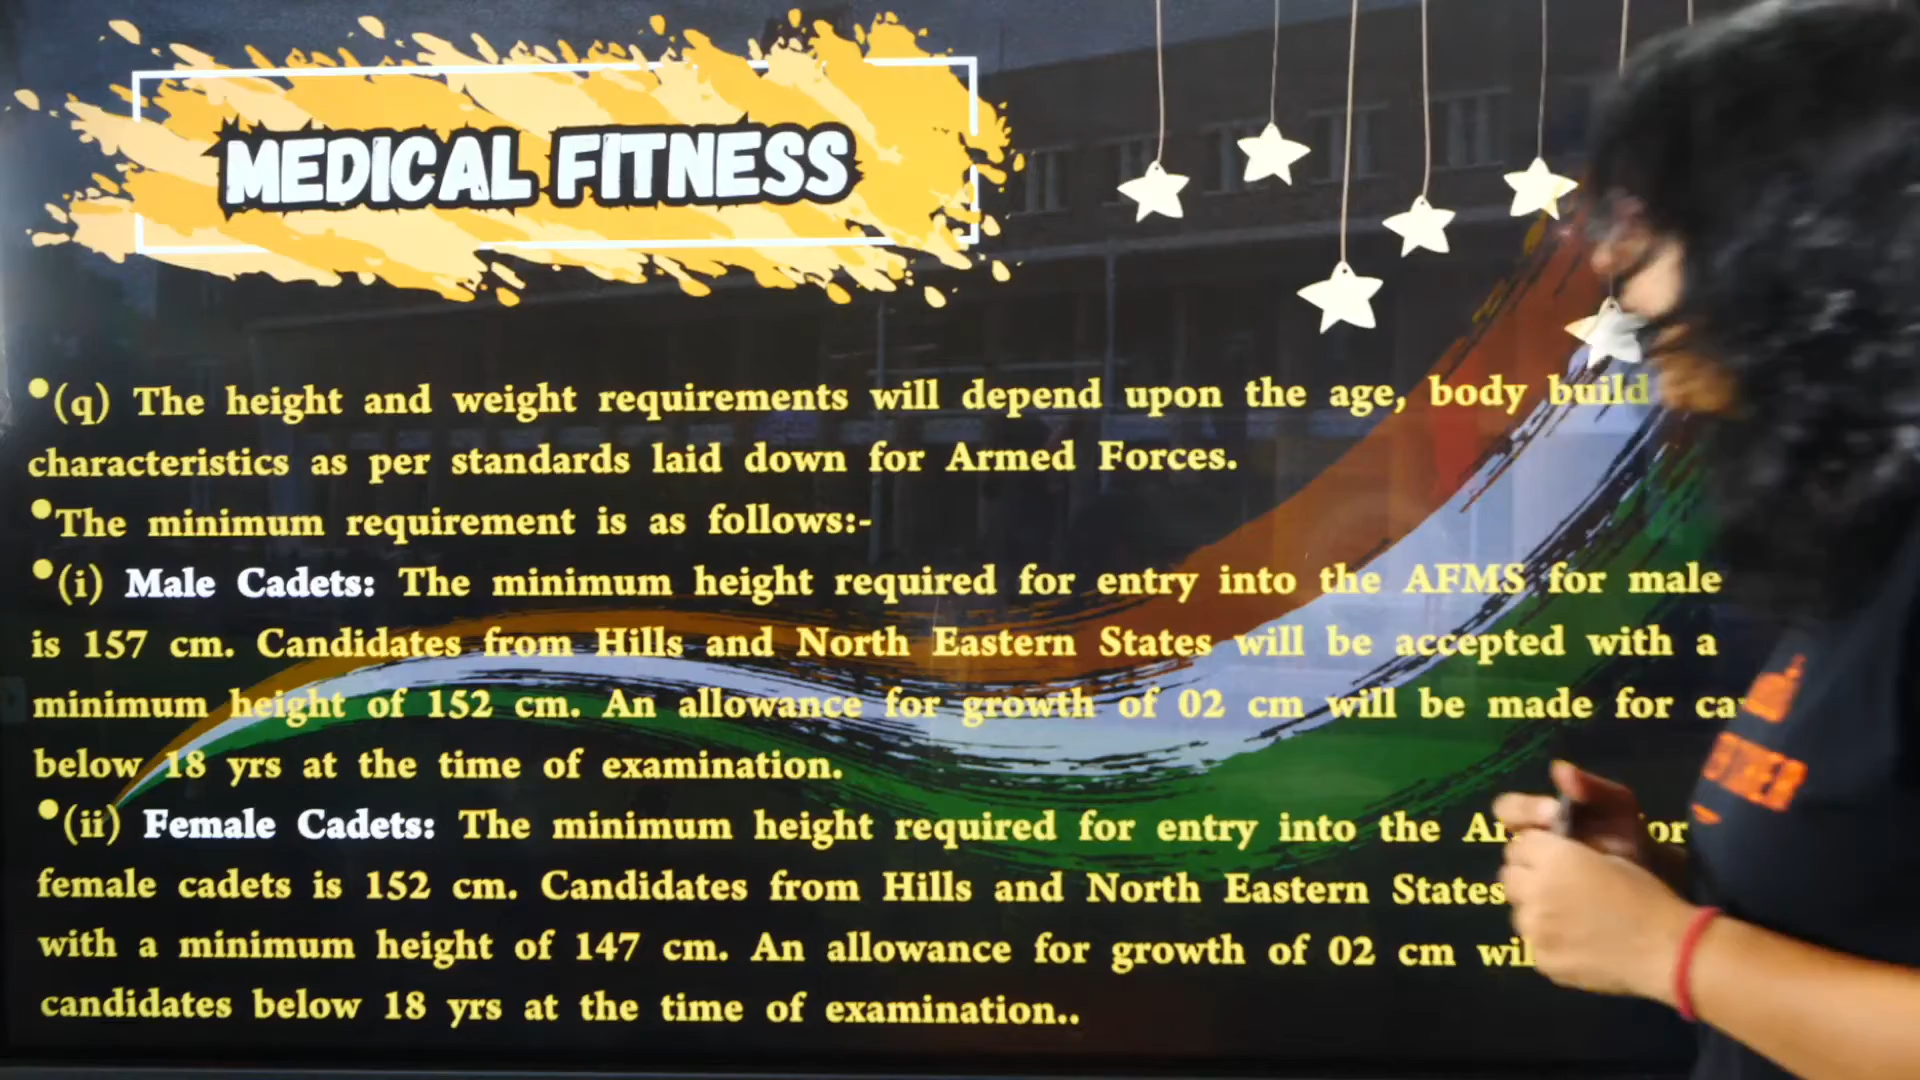 MEDICAL FITNESS
•(q) The height and weight requirements will depend upon the age, body build
characteristics as per standards laid down for Armed Forces.
•The minimum requirement is as follows:-
•(i) Male Cadets: The minimum height required for entry into the AFMS for male
is 157 cm. Candidates from Hills and North Eastern States will be accepted with a
minimum height of 152 cm. An allowance for growth of 02 cm will be made for
below 18 yrs at the time of examination.
•(ii) Female Cadets: The minimum height required for entry into the
female cadets is 152 cm. Candidates from Hills and North Eastern States
with a minimum height of 147 cm. An allowance for growth of 02 cm
candidates below 18 yrs at the time of examination..